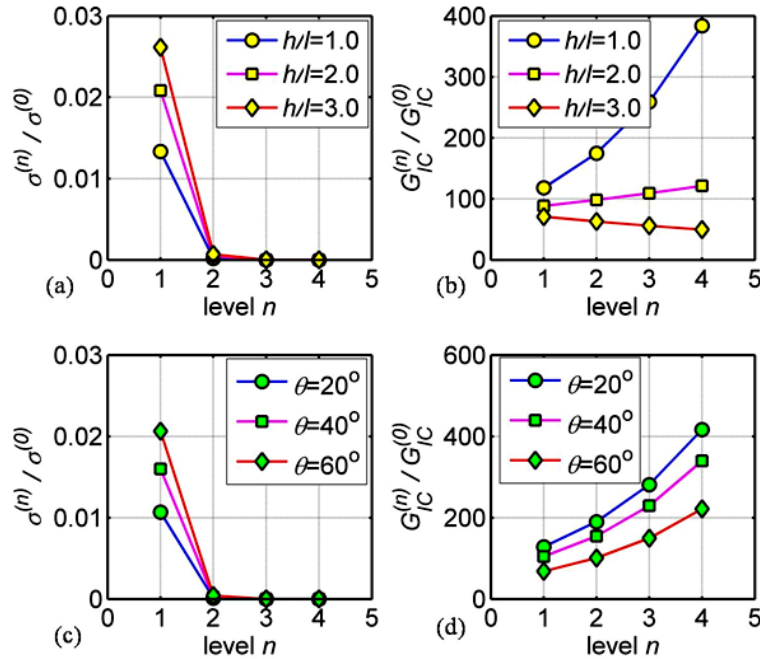 σ(n) / σ(0)
0.03
0.02
0.01
0
h/l=1.0
h/l=2.0
h/l=3.0
0 1 2 3 4 5
level n
(a)
G_IC^(n) / G_IC^(0)
400
300
200
100
0
h/l=1.0
h/l=2.0
h/l=3.0
0 1 2 3 4 5
level n
(b)
σ(n) / σ(0)
0.03
0.02
0.01
0
θ=20°
θ=40°
θ=60°
0 1 2 3 4 5
level n
(c)
G_IC^(n) / G_IC^(0)
600
400
200
0
θ=20°
θ=40°
θ=60°
0 1 2 3 4 5
level n
(d)